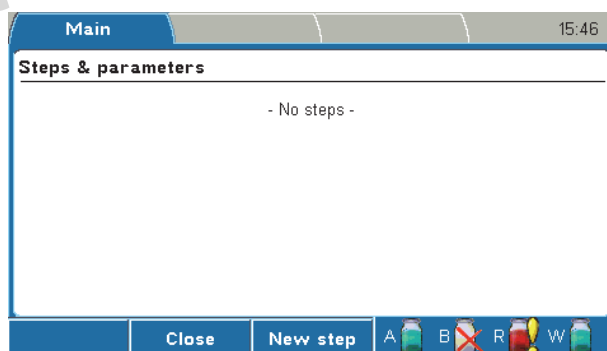 Main 15:46
Steps & parameters
- No steps -
Close New step A B R W